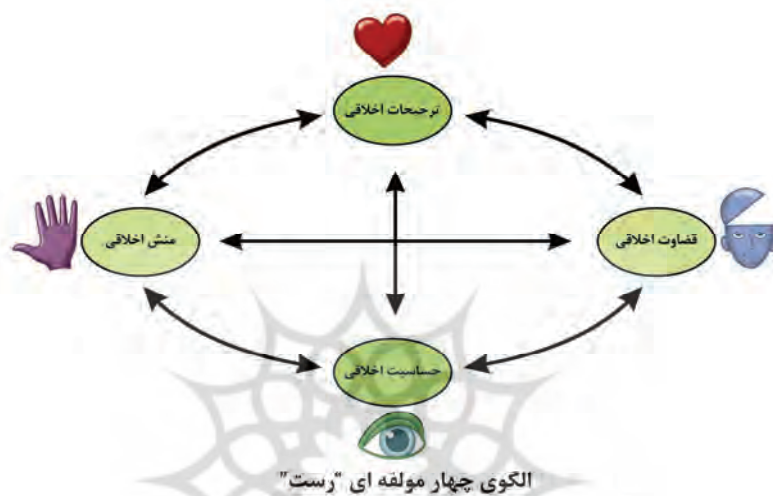 ترجیحات اخلاقی
قضاوت اخلاقی
منش اخلاقی
حساسیت اخلاقی
الگوی چهار مولفه ای "رست"